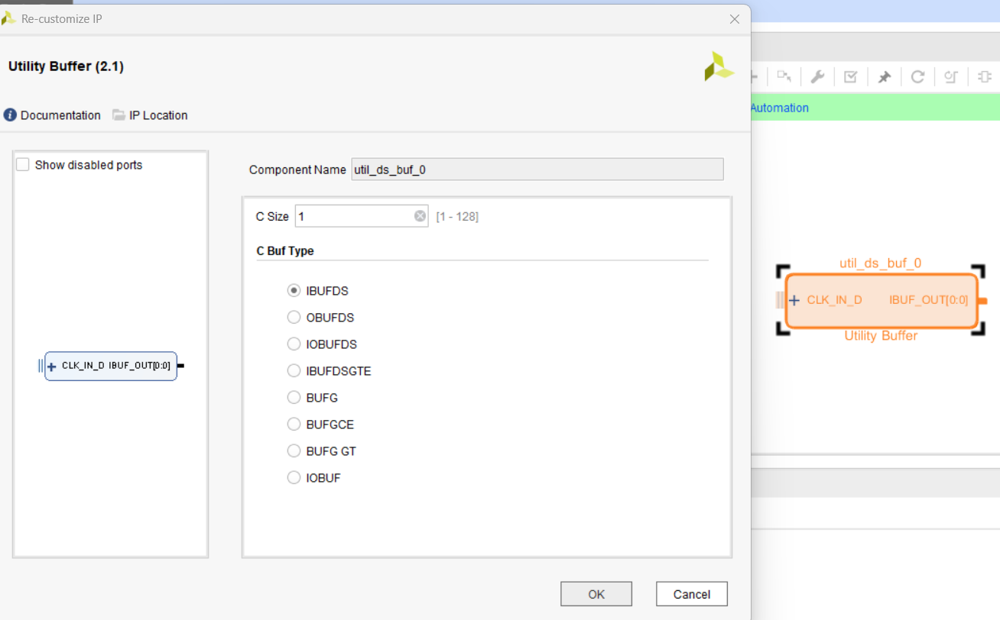 Re-customize IP
Utility Buffer (2.1)
Documentation IP Location
Show disabled ports
CLK_IN_D IBUF_OUT[0:0]
Component Name util_ds_buf_0
C Size 1 [1 - 128]
C Buf Type
IBUFDS
OBUFDS
IOBUFDS
IBUFDSGTE
BUFG
BUFGCE
BUFG GT
IOBUF
OK Cancel
Automation
util_ds_buf_0
CLK_IN_D IBUF_OUT[0:0]
Utility Buffer